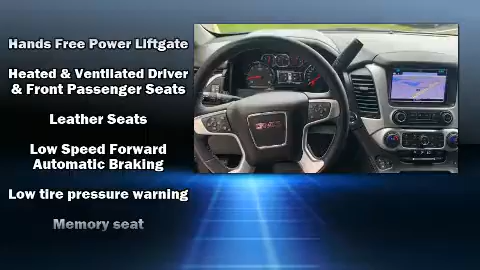 Hands Free Power Liftgate
Heated & Ventilated Driver
& Front Passenger Seats
Leather Seats
Low Speed Forward
Automatic Braking
Low tire pressure warning
Memory seat
GMC